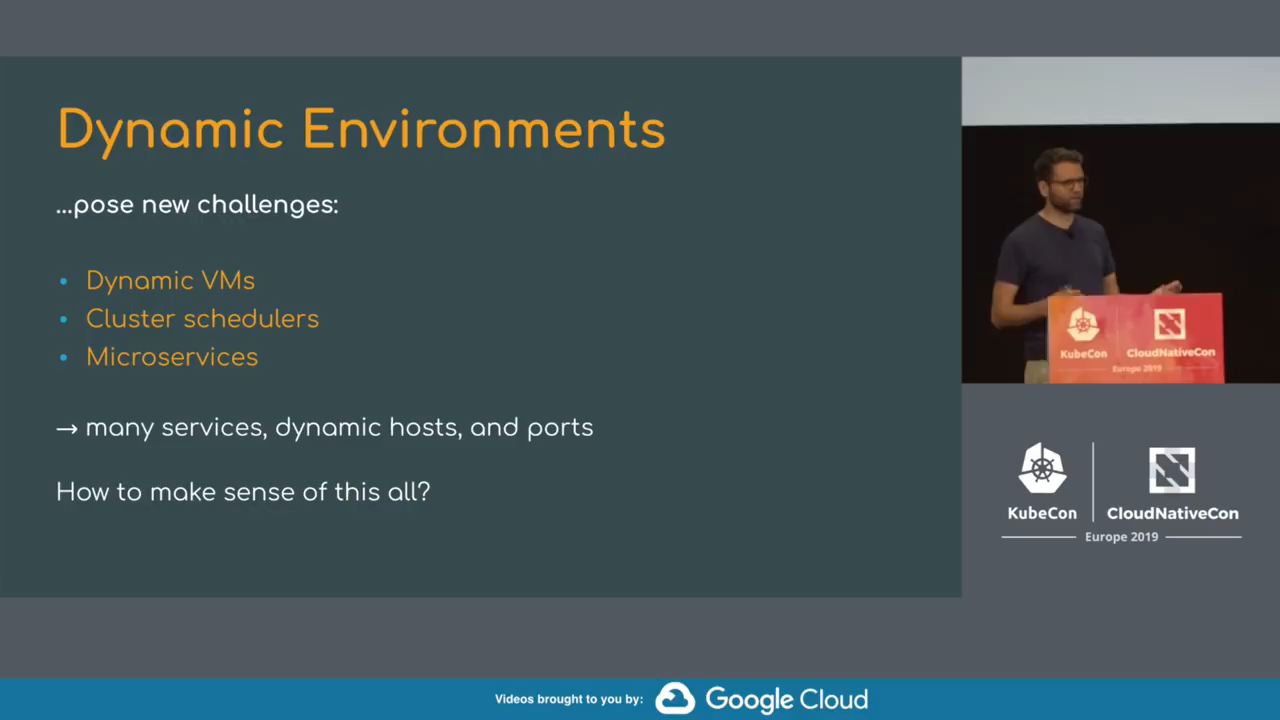 Dynamic Environments
...pose new challenges:
• Dynamic VMs
• Cluster schedulers
• Microservices
→ many services, dynamic hosts, and ports
How to make sense of this all?
KubeCon
CloudNativeCon
Europe 2019
KubeCon
CloudNativeCon
Europe 2019
Videos brought to you by:
Google Cloud